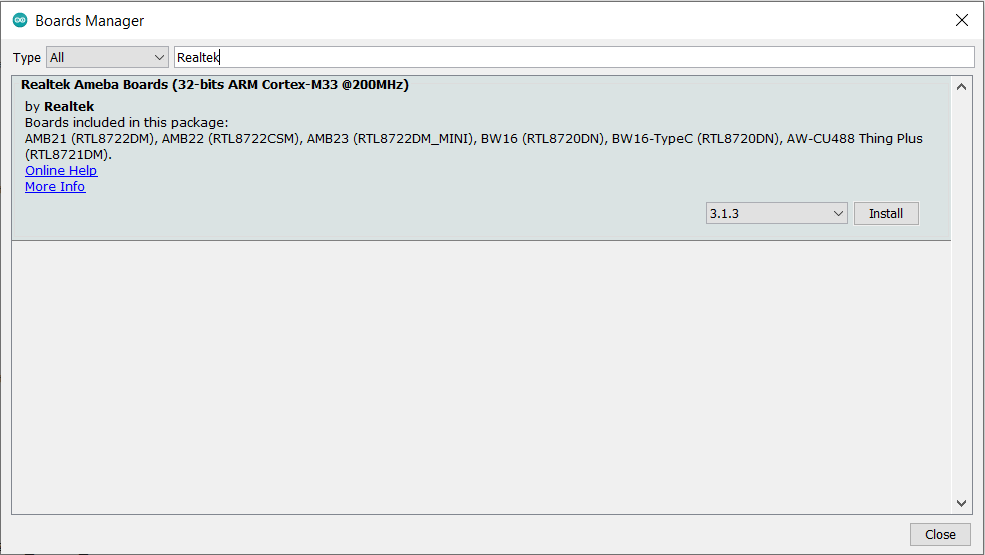 Boards Manager
Type All Realtek
Realtek Ameba Boards (32-bits ARM Cortex-M33 @200MHz)
by Realtek
Boards included in this package:
AMB21 (RTL8722DM), AMB22 (RTL8722CSM), AMB23 (RTL8722DM_MINI), BW16 (RTL8720DN), BW16-TypeC (RTL8720DN), AW-CU488 Thing Plus
(RTL8721DM).
Online Help
More Info
3.1.3 Install
Close